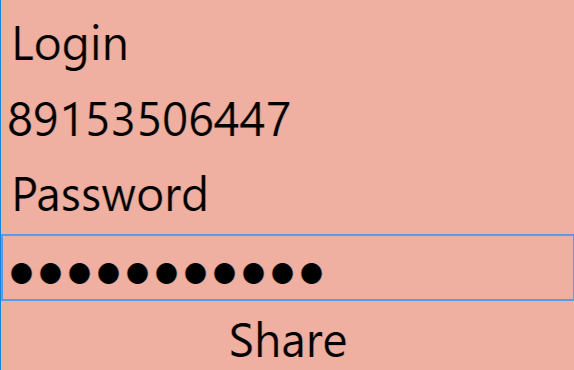 Login
89153506447
Password
●●●●●●●●●●●
Share